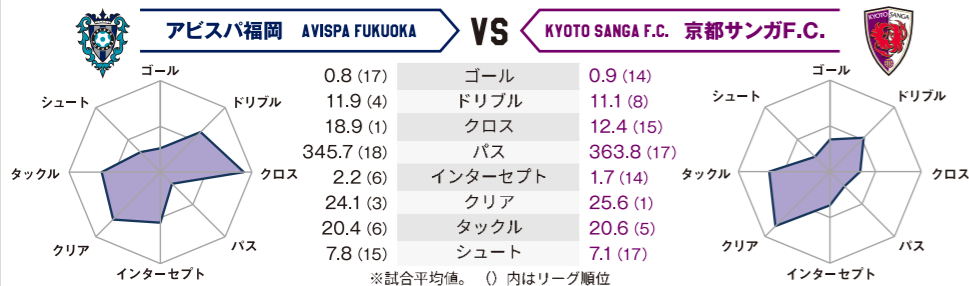 アビスパ福岡 AVISPA FUKUOKA VS KYOTO SANGA F.C. 京都サンガF.C.
KYOTO SANGA
ゴール
シュート
ドリブル
タックル
クロス
クリア
パス
インターセプト
0.8 (17) ゴール 0.9 (14)
11.9 (4) ドリブル 11.1 (8)
18.9 (1) クロス 12.4 (15)
345.7 (18) パス 363.8 (17)
2.2 (6) インターセプト 1.7 (14)
24.1 (3) クリア 25.6 (1)
20.4 (6) タックル 20.6 (5)
7.8 (15) シュート 7.1 (17)
※試合平均値。 ()内はリーグ順位
ゴール
シュート
ドリブル
タックル
クロス
クリア
パス
インターセプト